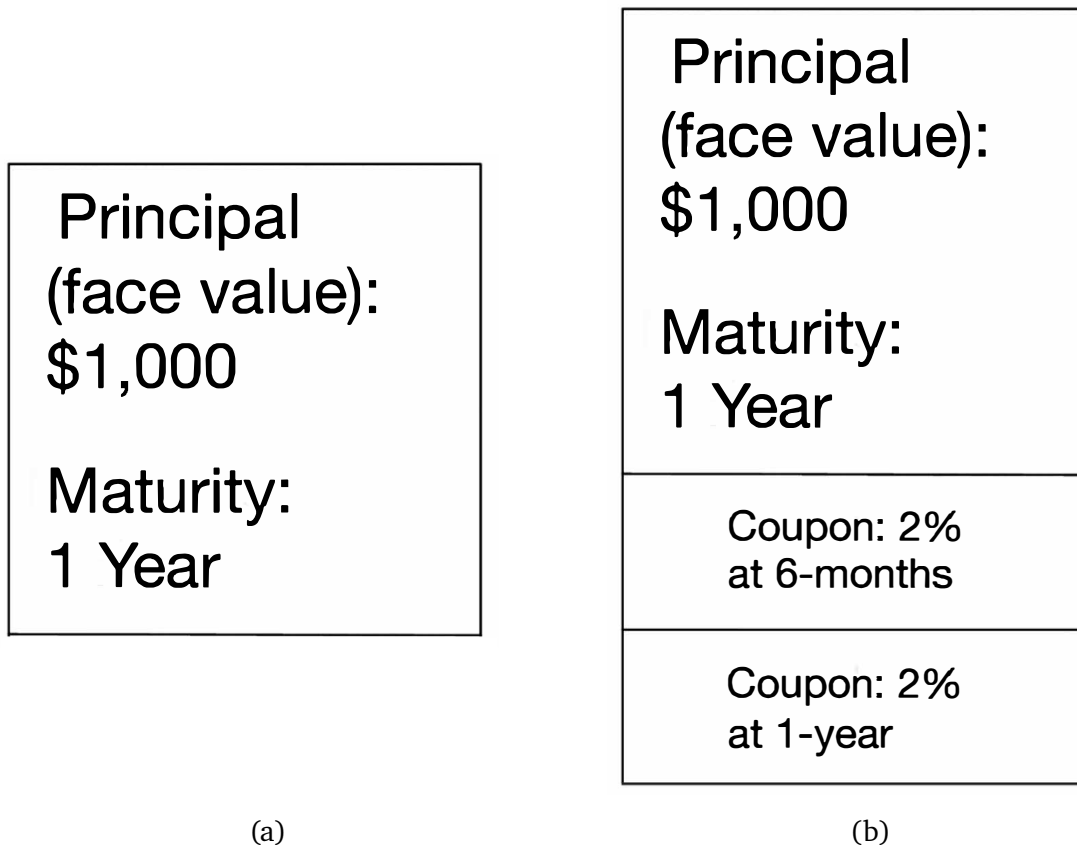 Principal
(face value):
$1,000
Maturity:
1 Year
(a)
Principal
(face value):
$1,000
Maturity:
1 Year
Coupon: 2%
at 6-months
Coupon: 2%
at 1-year
(b)